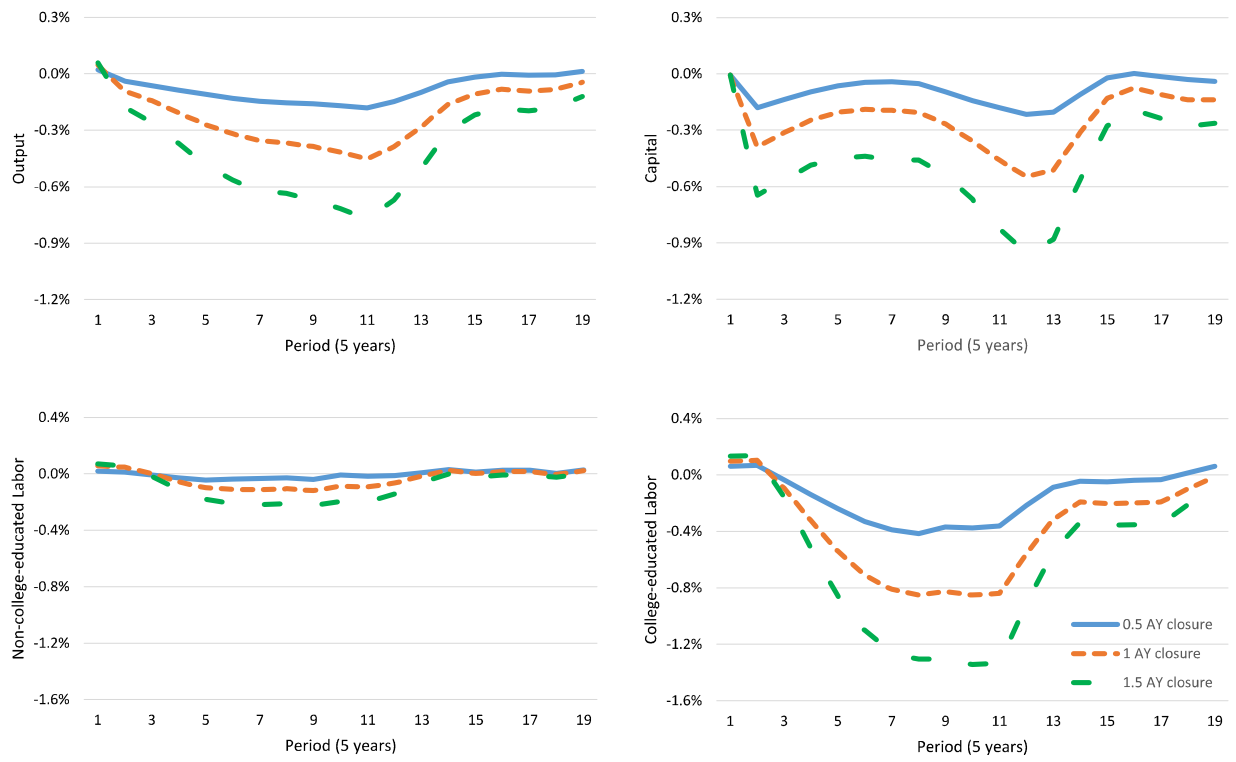 Output
0.3%
0.0%
-0.3%
-0.6%
-0.9%
-1.2%
1 3 5 7 9 11 13 15 17 19
Period (5 years)
Capital
0.3%
0.0%
-0.3%
-0.6%
-0.9%
-1.2%
1 3 5 7 9 11 13 15 17 19
Period (5 years)
Non-college-educated Labor
0.4%
0.0%
-0.4%
-0.8%
-1.2%
-1.6%
1 3 5 7 9 11 13 15 17 19
Period (5 years)
College-educated Labor
0.4%
0.0%
-0.4%
-0.8%
-1.2%
-1.6%
0.5 AY closure
1 AY closure
1.5 AY closure
1 3 5 7 9 11 13 15 17 19
Period (5 years)